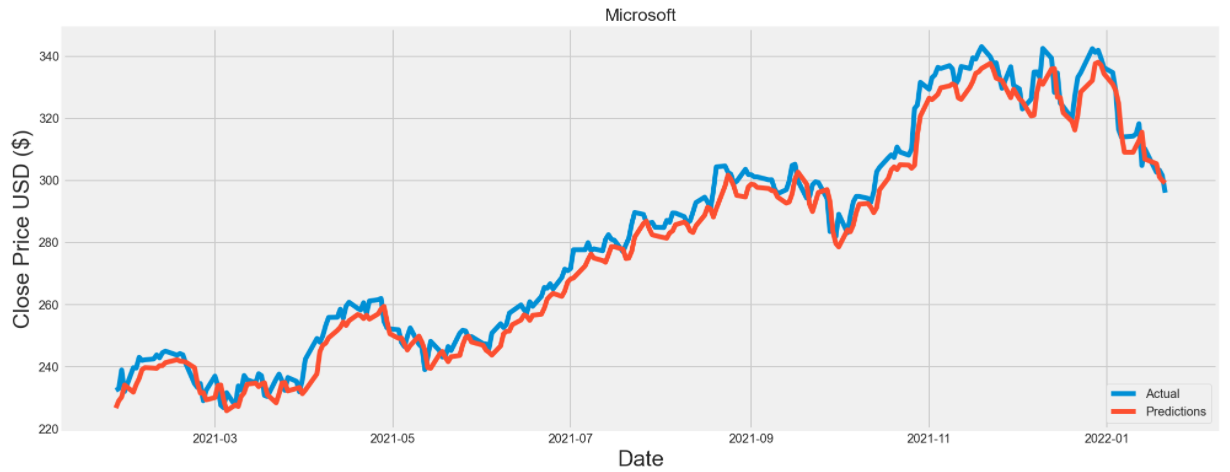 Microsoft
Close Price USD ($)
340
320
300
280
260
240
220
2021-03
2021-05
2021-07
2021-09
2021-11
2022-01
Date
Actual
Predictions